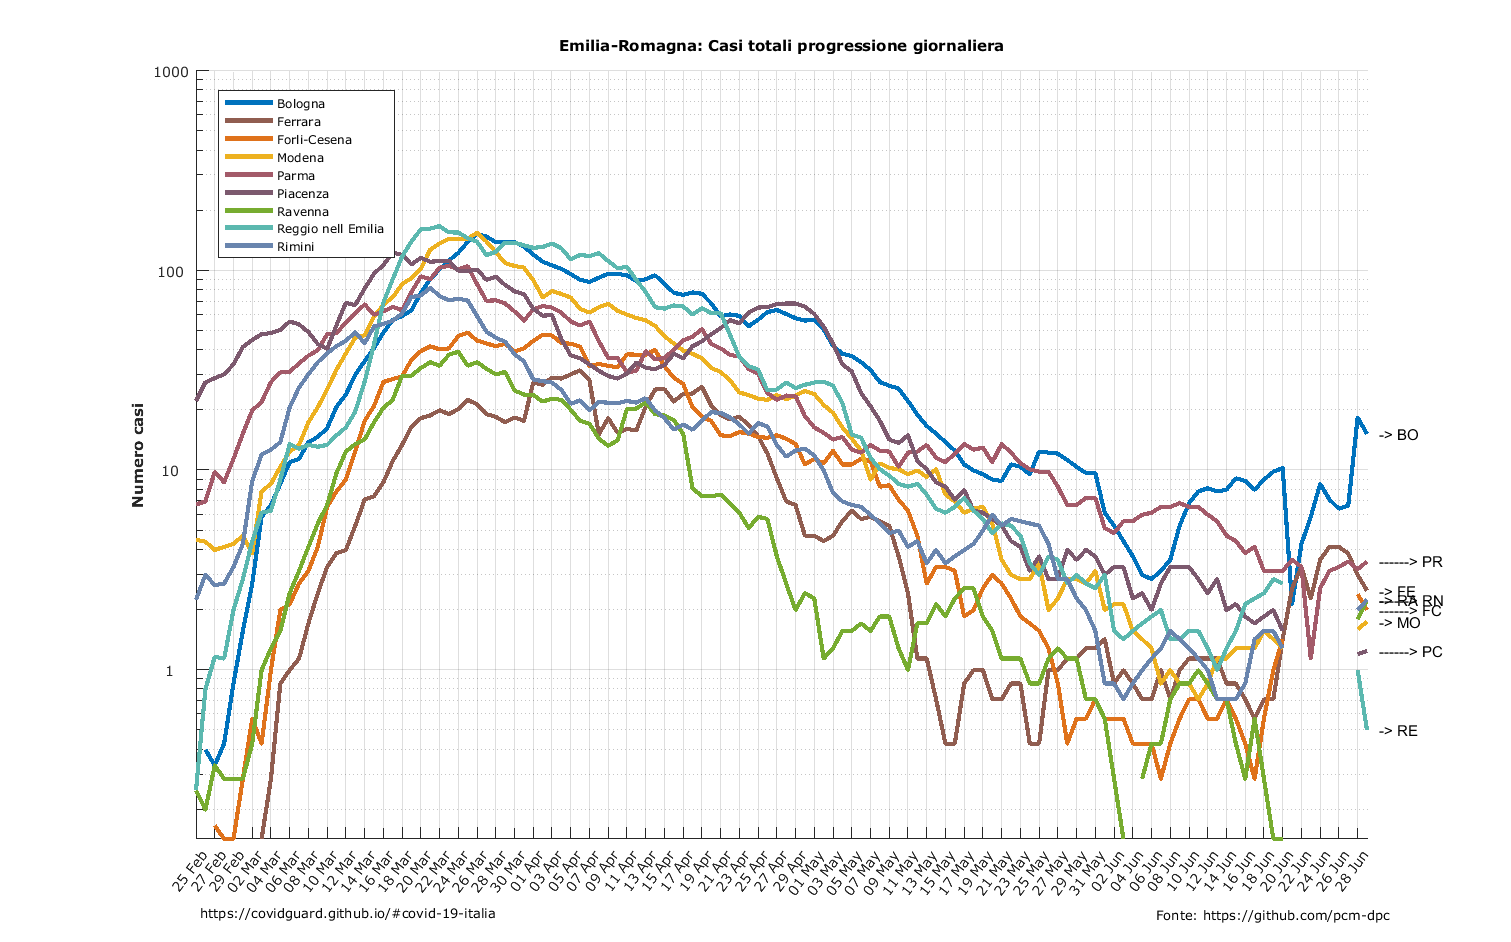 Emilia-Romagna: Casi totali progressione giornaliera
1000
100
10
1
Numero casi
Bologna
Ferrara
Forli-Cesena
Modena
Parma
Piacenza
Ravenna
Reggio nell Emilia
Rimini
-> BO
------> PR
-> FE
RN
------> FC
-> MO
------> PC
-> RE
25 Feb
27 Feb
29 Feb
02 Mar
04 Mar
06 Mar
08 Mar
10 Mar
12 Mar
14 Mar
16 Mar
18 Mar
20 Mar
22 Mar
24 Mar
26 Mar
28 Mar
30 Mar
01 Apr
03 Apr
05 Apr
07 Apr
09 Apr
11 Apr
13 Apr
15 Apr
17 Apr
19 Apr
21 Apr
23 Apr
25 Apr
27 Apr
29 Apr
01 May
03 May
05 May
07 May
09 May
11 May
13 May
15 May
17 May
19 May
21 May
23 May
25 May
27 May
29 May
31 May
02 Jun
04 Jun
06 Jun
08 Jun
10 Jun
12 Jun
14 Jun
16 Jun
18 Jun
20 Jun
22 Jun
24 Jun
26 Jun
28 Jun
https://covidguard.github.io/#covid-19-italia
Fonte: https://github.com/pcm-dpc